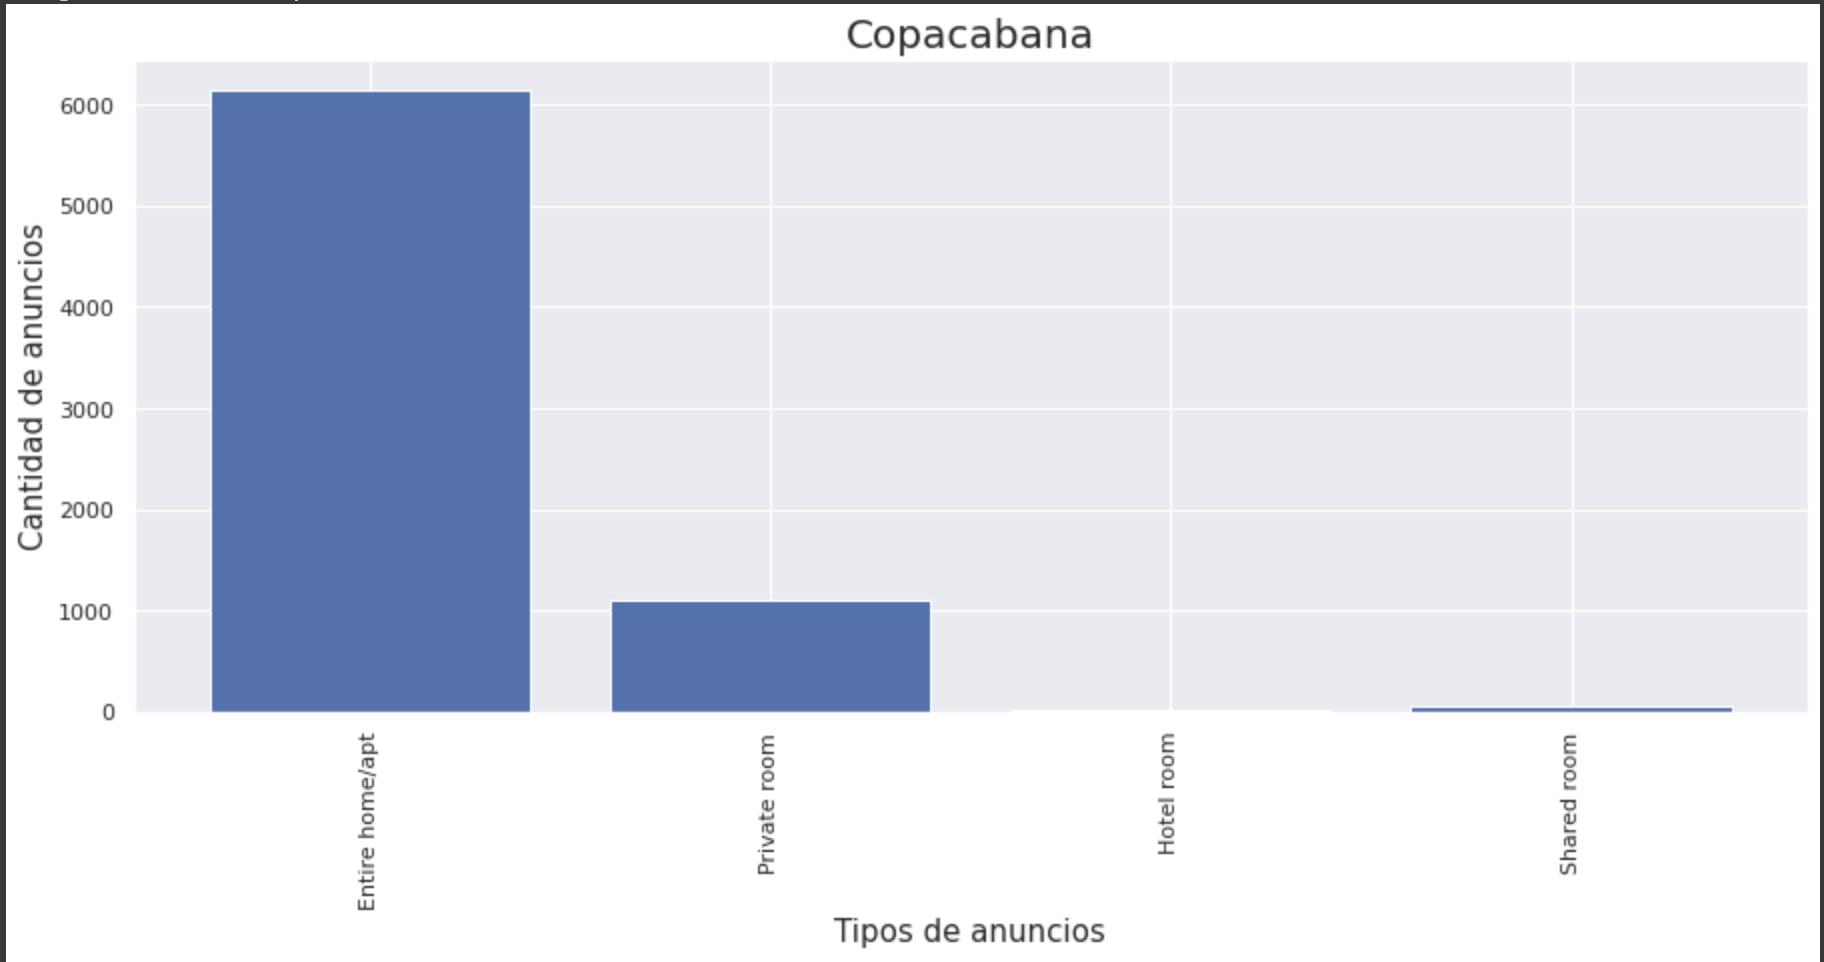 Copacabana
Cantidad de anuncios
6000
5000
4000
3000
2000
1000
0
Entire home/apt
Private room
Hotel room
Shared room
Tipos de anuncios